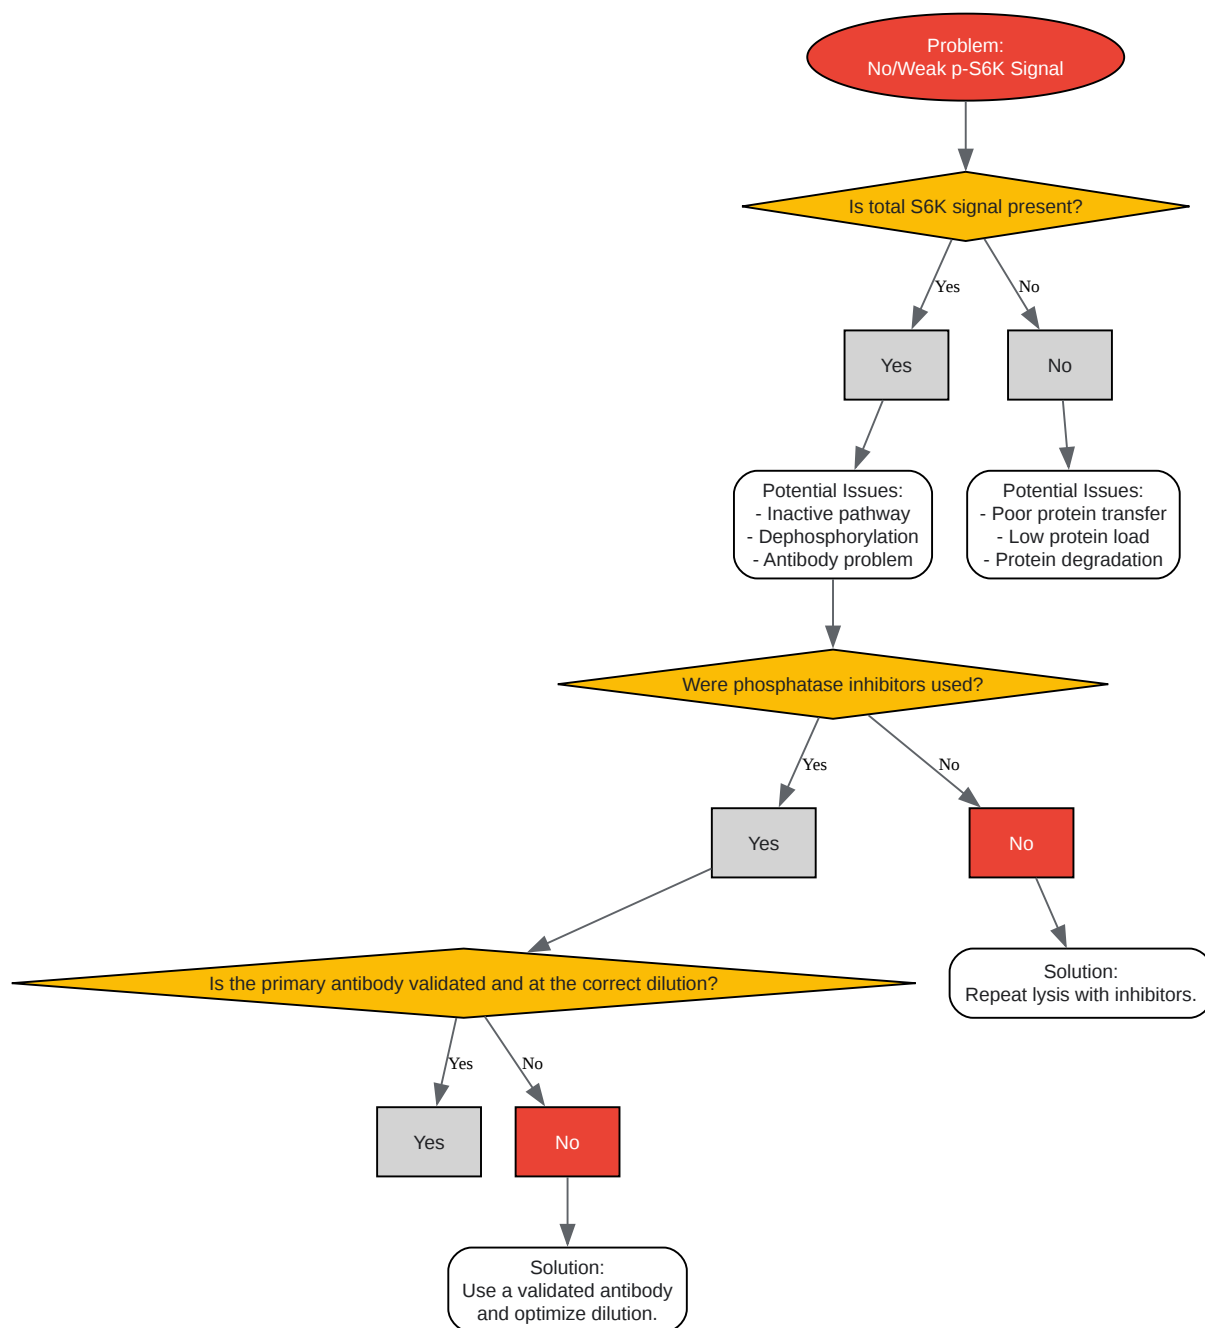 Problem:
No/Weak p-S6K Signal
Is total S6K signal present?
Yes
No
Yes
No
Potential Issues:
- Inactive pathway
- Dephosphorylation
- Antibody problem
Potential Issues:
- Poor protein transfer
- Low protein load
- Protein degradation
Were phosphatase inhibitors used?
Yes
No
Yes
No
Is the primary antibody validated and at the correct dilution?
Solution:
Repeat lysis with inhibitors.
Yes
No
Yes
No
Solution:
Use a validated antibody
and optimize dilution.